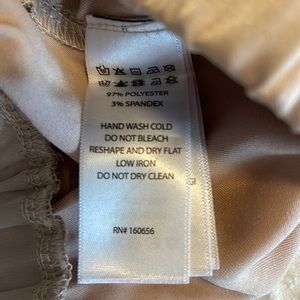 97% POLYESTER
3% SPANDEX
HAND WASH COLD
DO NOT BLEACH
RESHAPE AND DRY FLAT
LOW IRON
DO NOT DRY CLEAN
RN# 160656